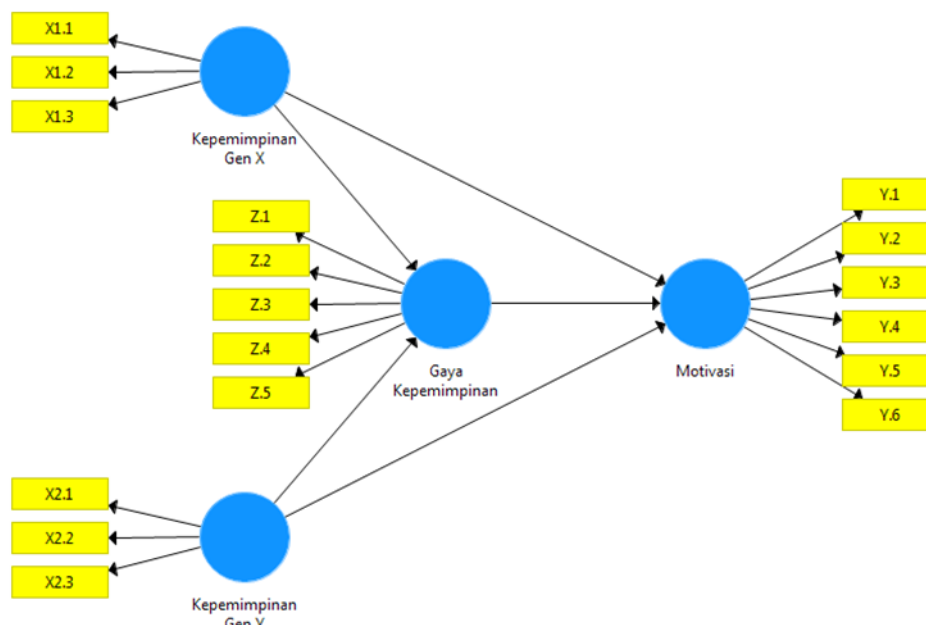 X1.1
X1.2
X1.3
Kepemimpinan
Gen X
Z.1
Z.2
Z.3
Z.4
Z.5
Gaya
Kepemimpinan
Motivasi
Y.1
Y.2
Y.3
Y.4
Y.5
Y.6
X2.1
X2.2
X2.3
Kepemimpinan
Gen